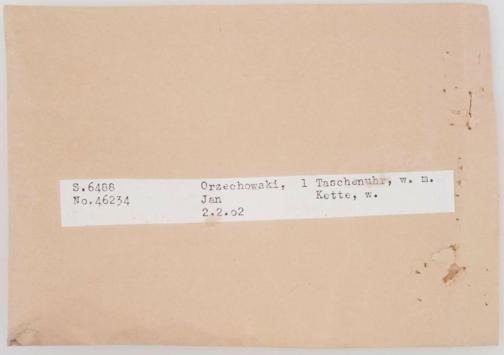 S.6488 Orzechowski, 1 Taschenuhr, w. m.
No.46234 Jan Kette, w.
2.2.02